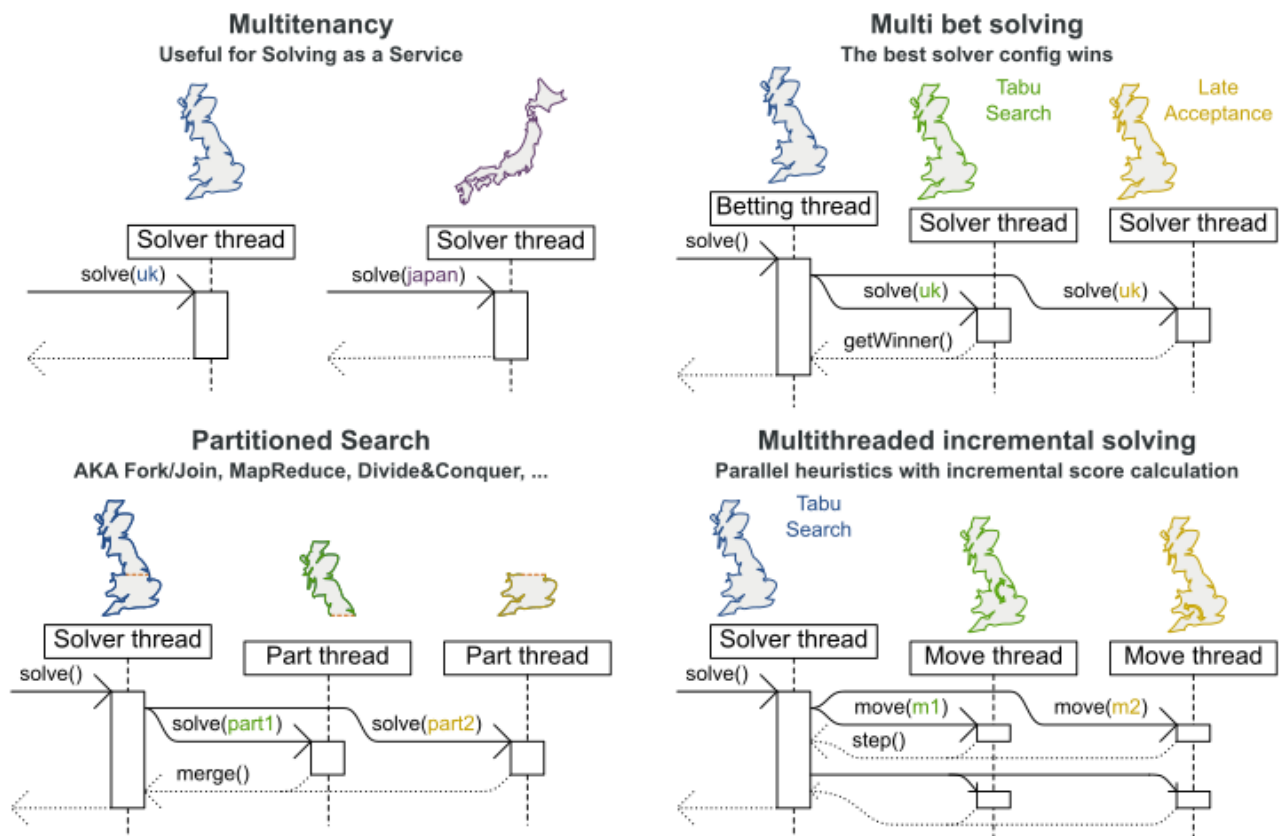 Multitenancy
Useful for Solving as a Service
Solver thread
Solver thread
solve(uk)
solve(japan)
Multi bet solving
The best solver config wins
Tabu
Search
Late
Acceptance
Betting thread
Solver thread
Solver thread
solve()
solve(uk)
solve(uk)
getWinner()
Partitioned Search
AKA Fork/Join, MapReduce, Divide&Conquer, ...
Solver thread
Part thread
Part thread
solve()
solve(part1)
solve(part2)
merge()
Multithreaded incremental solving
Parallel heuristics with incremental score calculation
Tabu
Search
Solver thread
Move thread
Move thread
solve()
move(m1)
move(m2)
step()